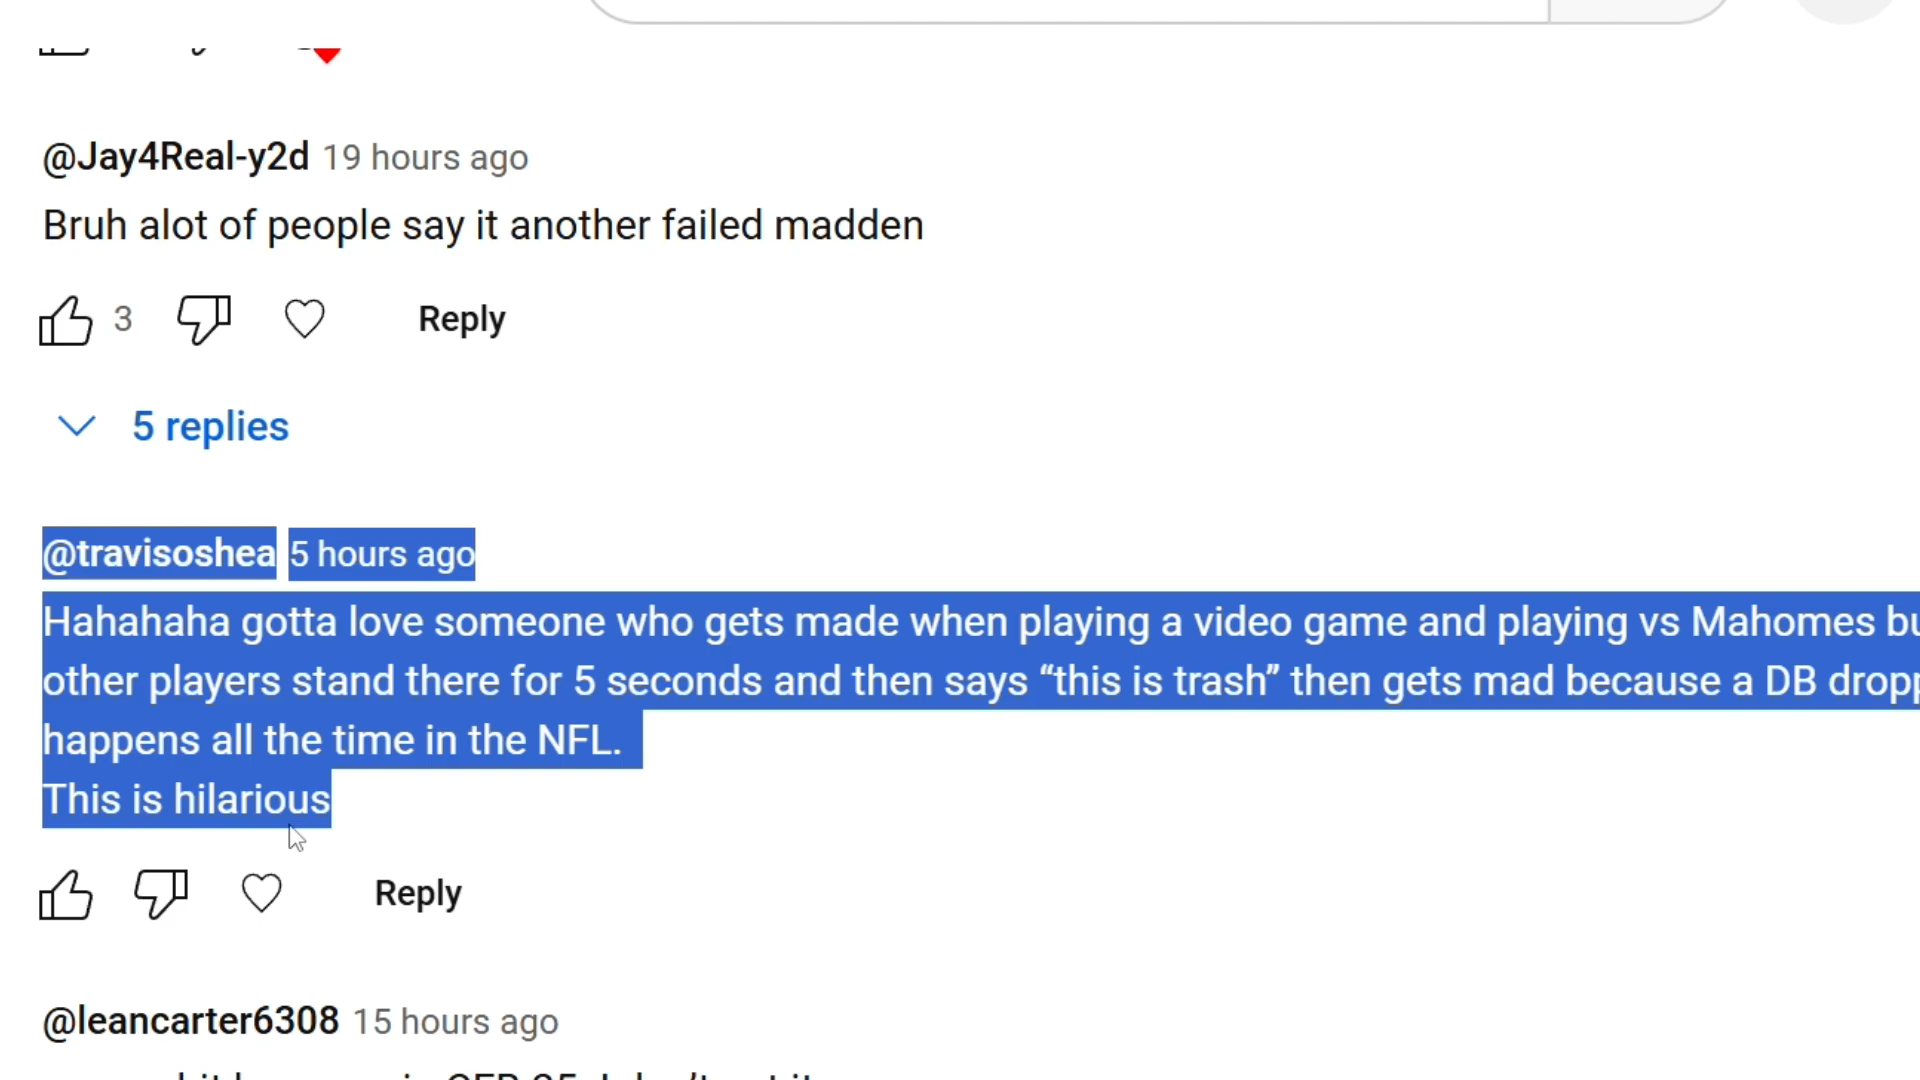 @Jay4Real-y2d 19 hours ago
Bruh alot of people say it another failed madden
3 Reply
5 replies
@travisoshea 5 hours ago
Hahahaha gotta love someone who gets made when playing a video game and playing vs Mahomes
other players stand there for 5 seconds and then says “this is trash” then gets mad because a DB
happens all the time in the NFL.
This is hilarious
Reply
@leancarter6308 15 hours ago